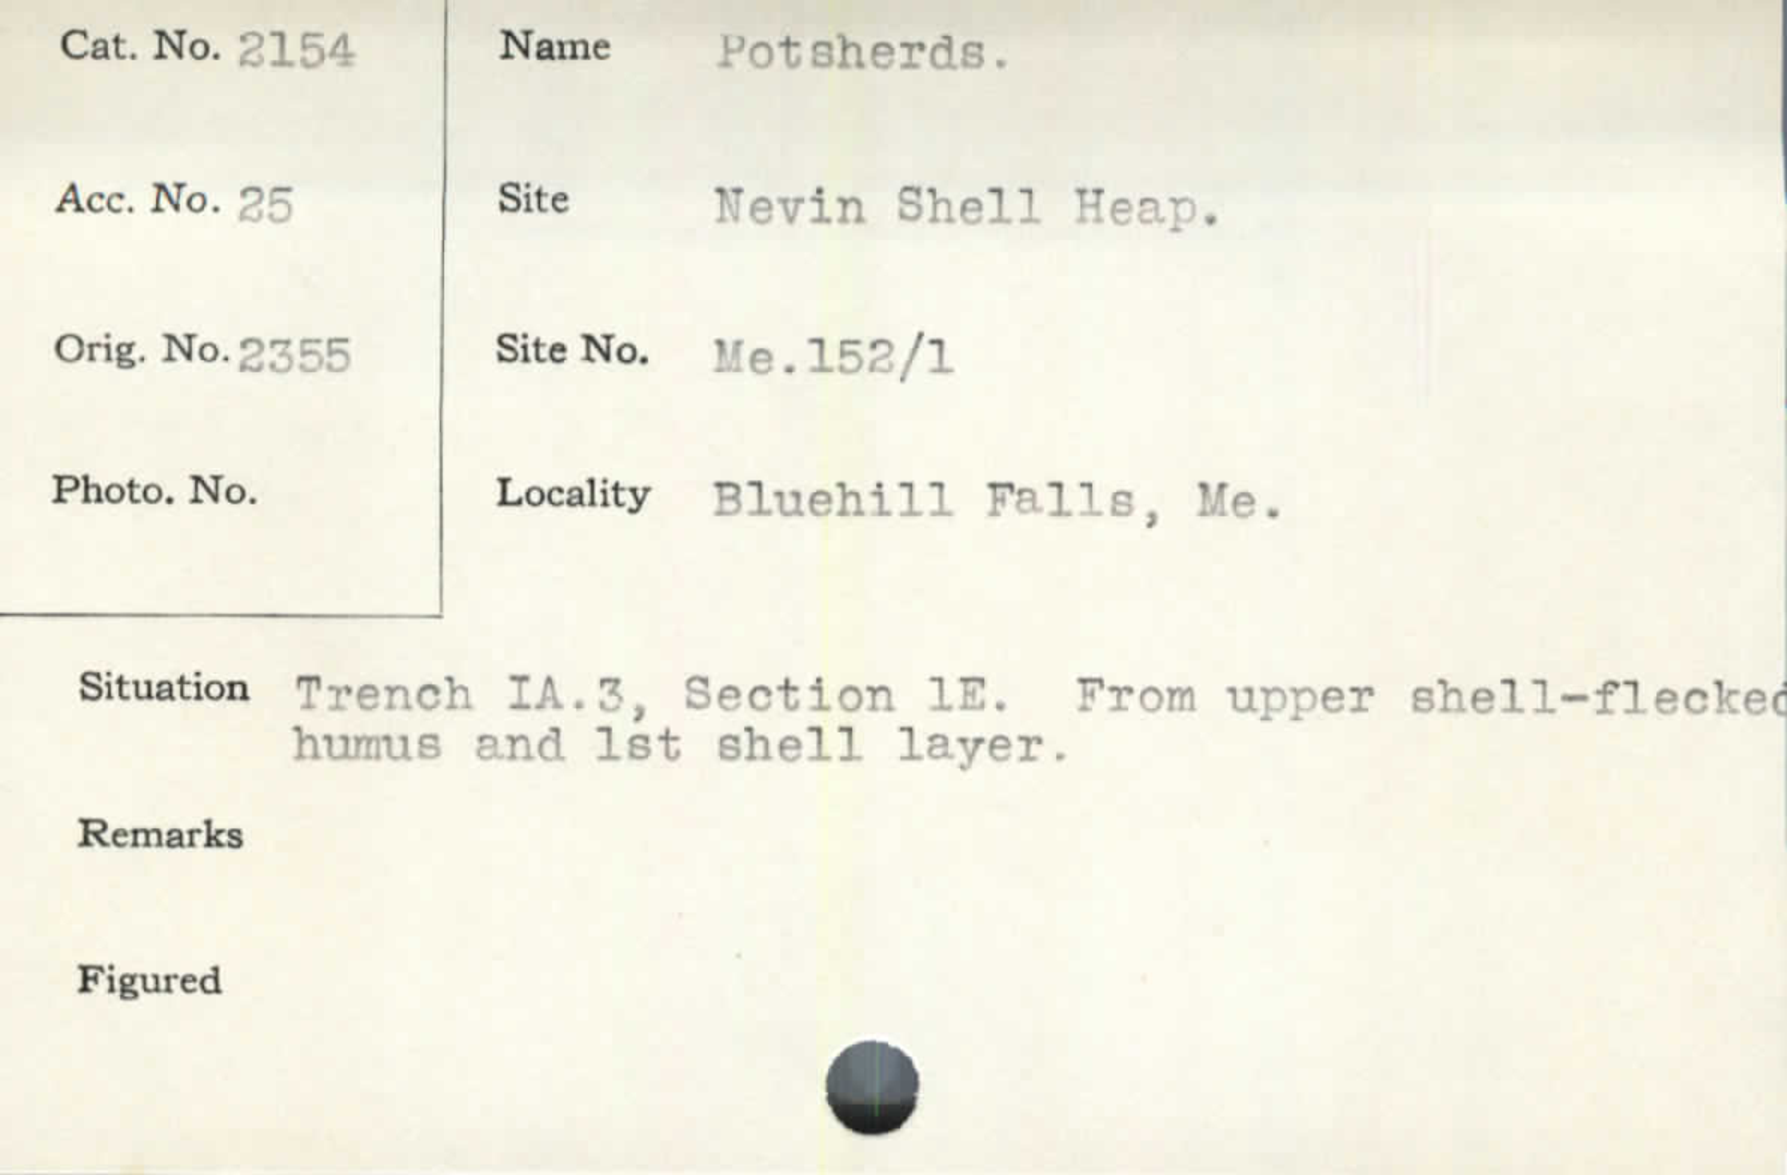 Cat. No. 2154
Name Potsherds.
Acc. No. 25
Site Nevin Shell Heap.
Orig. No. 2355
Site No. Me.152/1
Photo. No.
Locality Bluehill Falls, Me.
Situation Trench IA.3, Section 1E. From upper shell-flecked
humus and 1st shell layer.
Remarks
Figured